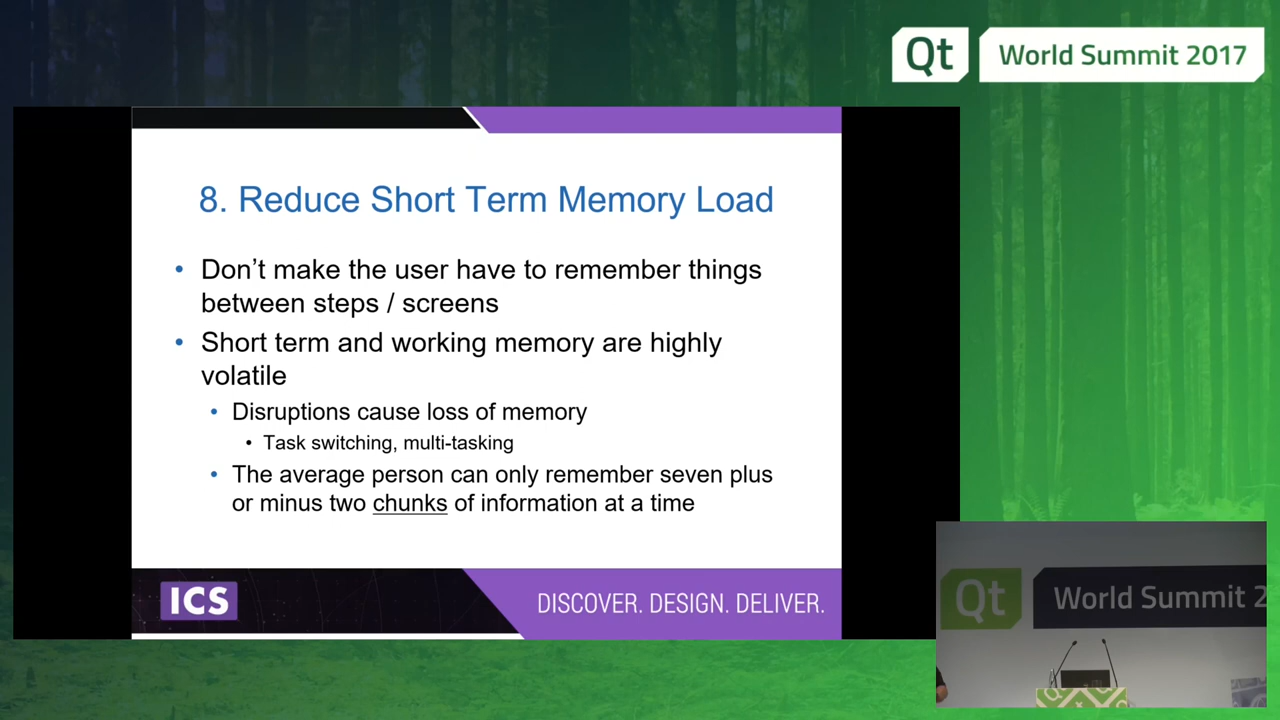 Qt World Summit 2017
8. Reduce Short Term Memory Load
• Don’t make the user have to remember things
between steps / screens
• Short term and working memory are highly
volatile
• Disruptions cause loss of memory
• Task switching, multi-tasking
• The average person can only remember seven plus
or minus two chunks of information at a time
ICS
DISCOVER. DESIGN. DELIVER.
Qt World Summit 2